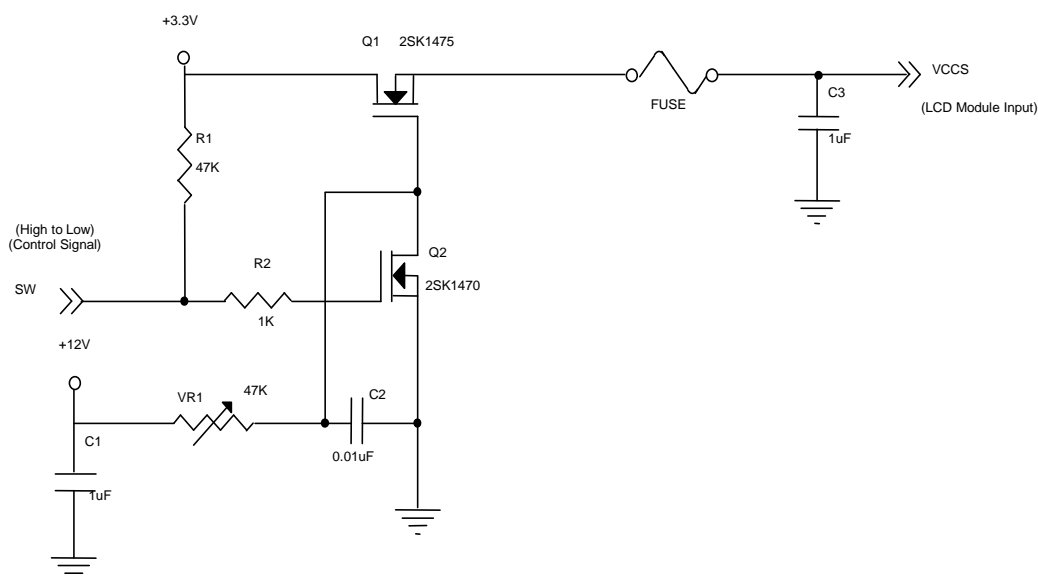 +3.3V
Q1 2SK1475
FUSE
VCCS
(LCD Module Input)
C3
1uF
R1
47K
(High to Low)
(Control Signal)
SW
R2
1K
Q2
2SK1470
+12V
VR1
47K
C2
0.01uF
C1
1uF